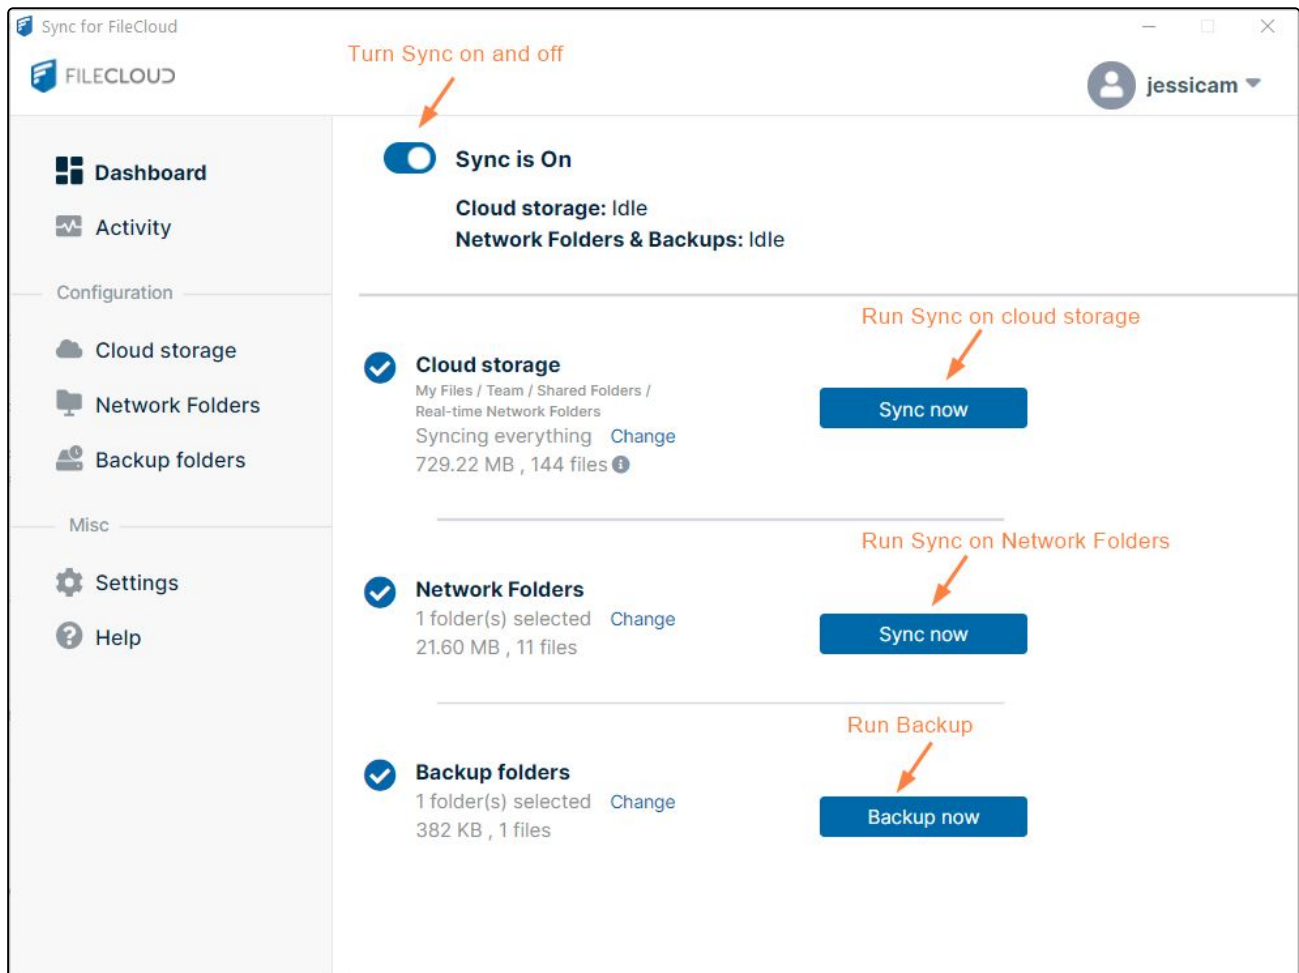 Sync for FileCloud
FILECLOUD
Turn Sync on and off
jessicam
Dashboard
Activity
Configuration
Cloud storage
Network Folders
Backup folders
Misc
Settings
Help
Sync is On
Cloud storage: Idle
Network Folders & Backups: Idle
Run Sync on cloud storage
Cloud storage
My Files / Team / Shared Folders /
Real-time Network Folders
Syncing everything Change
729.22 MB , 144 files
Sync now
Run Sync on Network Folders
Network Folders
1 folder(s) selected Change
21.60 MB , 11 files
Sync now
Run Backup
Backup folders
1 folder(s) selected Change
382 KB , 1 files
Backup now